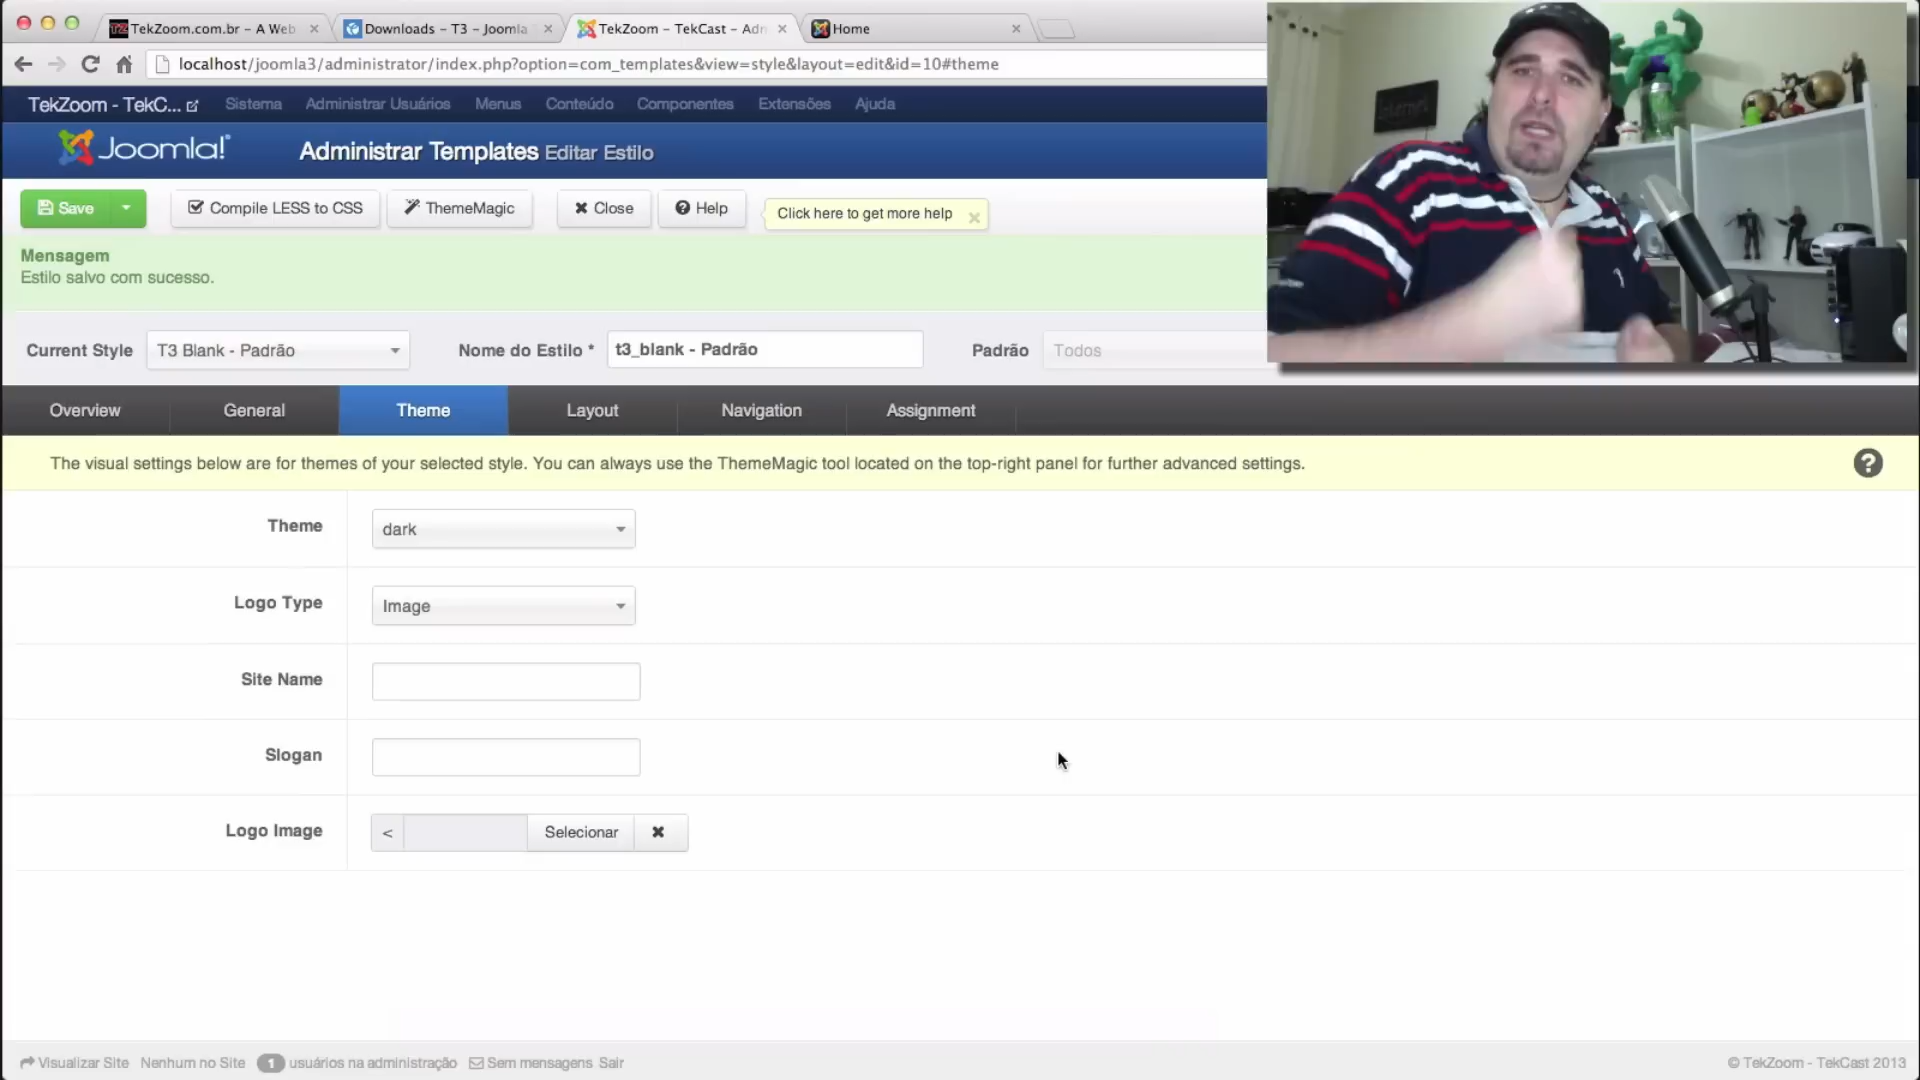 TekZoom.com.br – A Web
Downloads – T3 – Joomla
TekZoom – TekCast – Adm
Home
localhost/joomla3/administrator/index.php?option=com_templates&view=style&layout=edit&id=10#theme
TekZoom - TekC...
Sistema
Administrar Usuários
Menus
Conteúdo
Componentes
Extensões
Ajuda
Joomla!
Administrar Templates Editar Estilo
Save
Compile LESS to CSS
ThemeMagic
Close
Help
Click here to get more help
Mensagem
Estilo salvo com sucesso.
Current Style
T3 Blank - Padrão
Nome do Estilo *
t3_blank - Padrão
Padrão
Todos
Overview
General
Theme
Layout
Navigation
Assignment
The visual settings below are for themes of your selected style. You can always use the ThemeMagic tool located on the top-right panel for further advanced settings.
Theme
dark
Logo Type
Image
Site Name
Slogan
Logo Image
<
Selecionar
Visualizar Site
Nenhum no Site
1 usuários na administração
Sem mensagens
Sair
© TekZoom - TekCast 2013